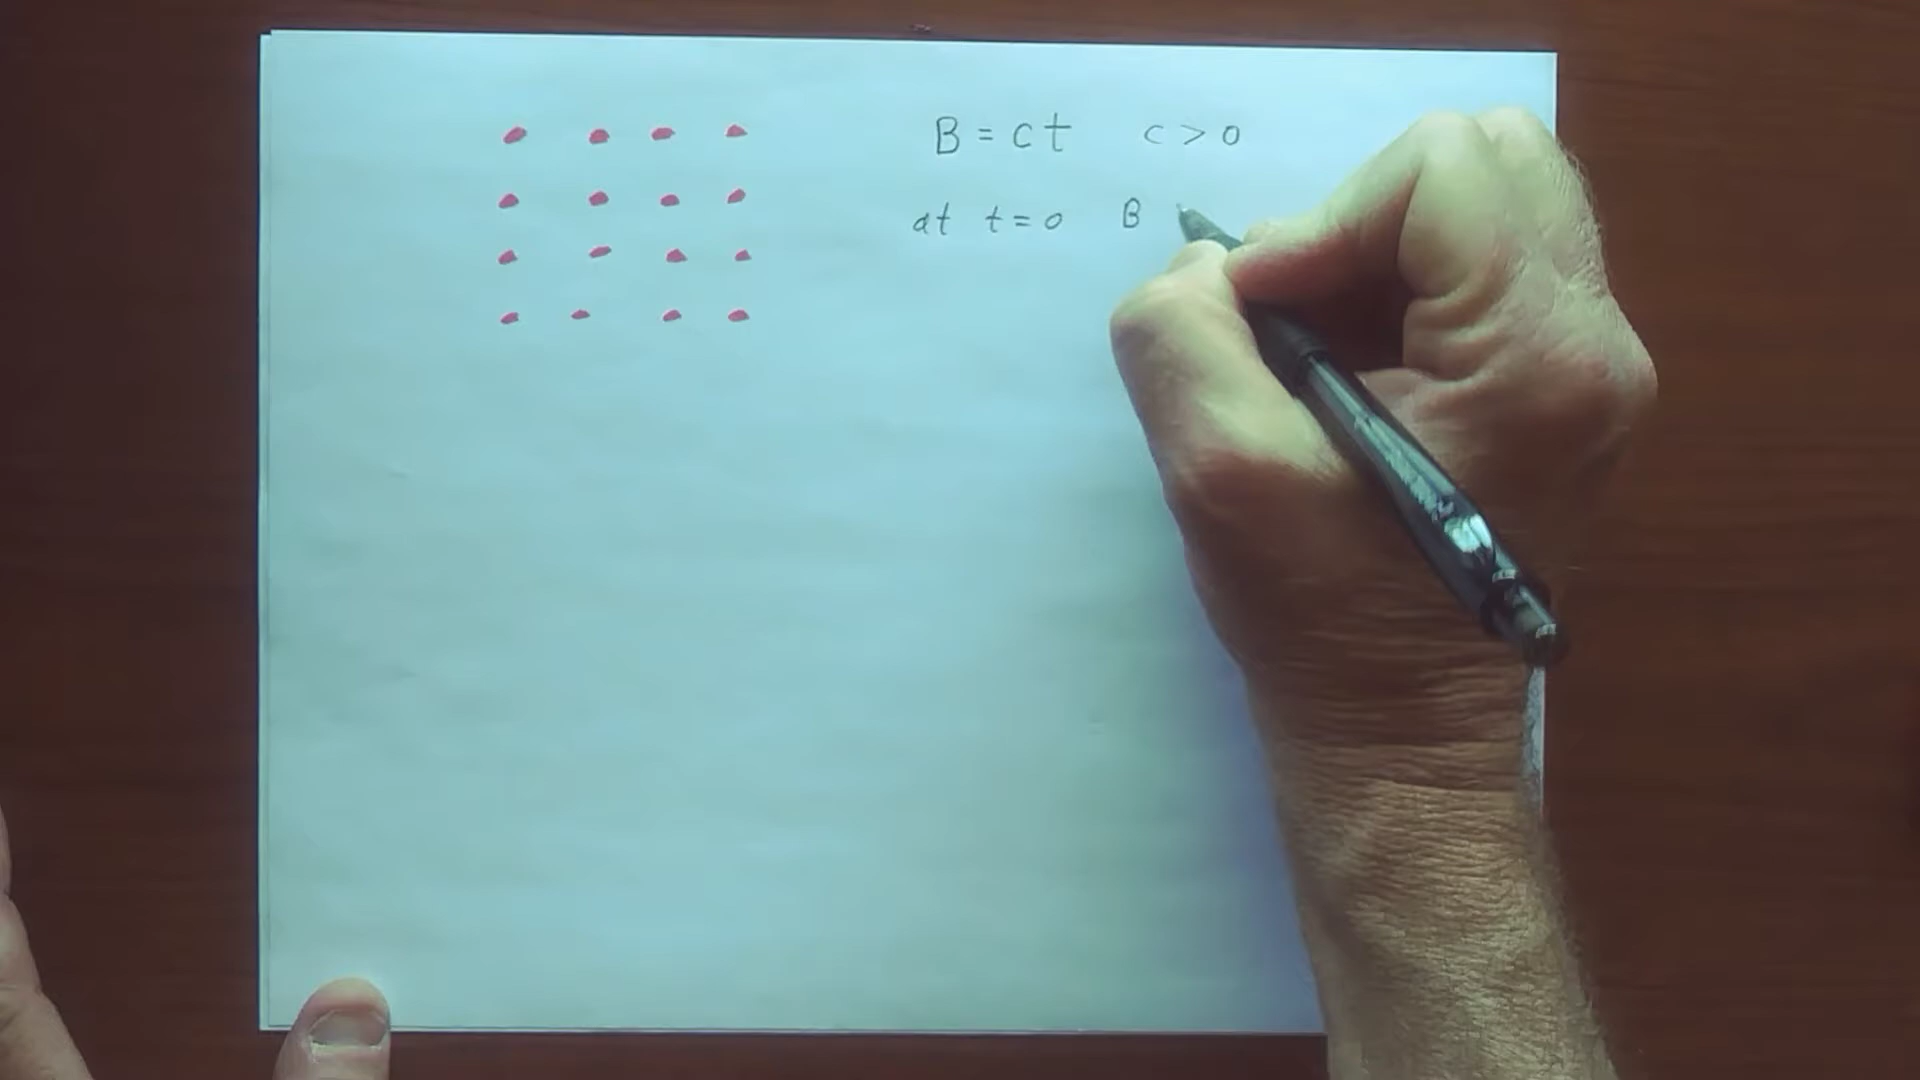 B = ct c > 0
at t = 0 B